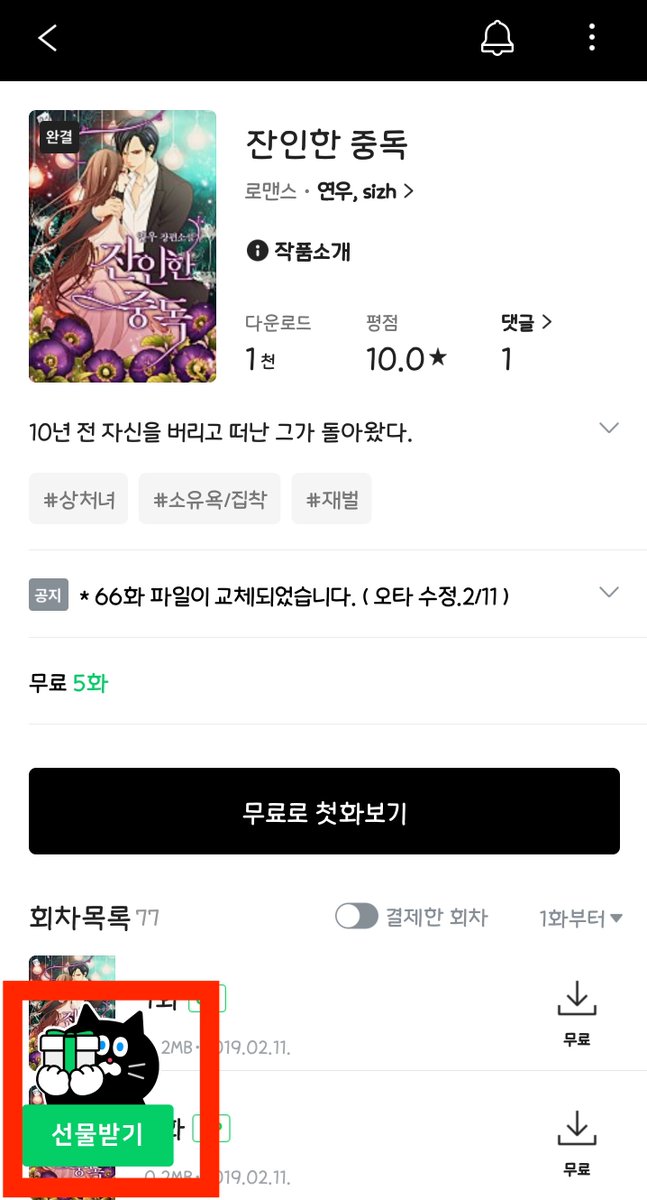 완결
연우 장편소설
잔인한
중독
잔인한 중독
로맨스 · 연우, sizh >
작품소개
다운로드 평점 댓글 >
1천 10.0★ 1
10년 전 자신을 버리고 떠난 그가 돌아왔다.
#상처녀 #소유욕/집착 #재벌
공지 * 66화 파일이 교체되었습니다. ( 오타 수정.2/11 )
무료 5화
무료로 첫화보기
회차목록 77 결제한 회차 1화부터▼
1화
2MB · 2019.02.11.
무료
선물받기
화
무료
0.2MB · 2019.02.11.